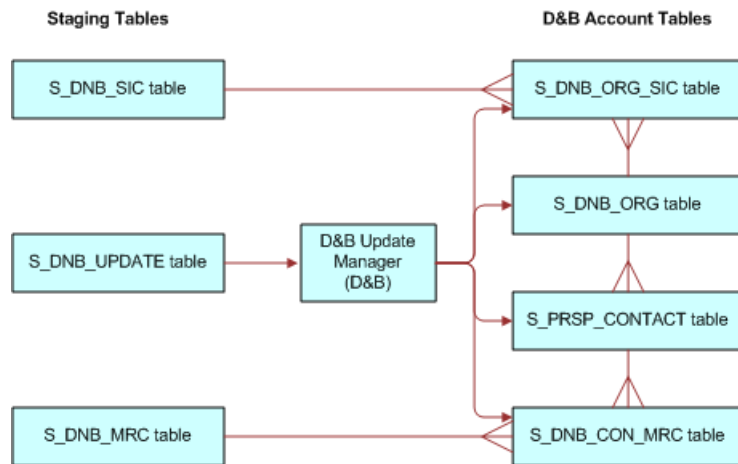 Staging Tables
D&B Account Tables
S_DNB_SIC table
S_DNB_ORG_SIC table
S_DNB_ORG table
S_DNB_UPDATE table
D&B Update
Manager
(D&B)
S_PRSP_CONTACT table
S_DNB_MRC table
S_DNB_CON_MRC table